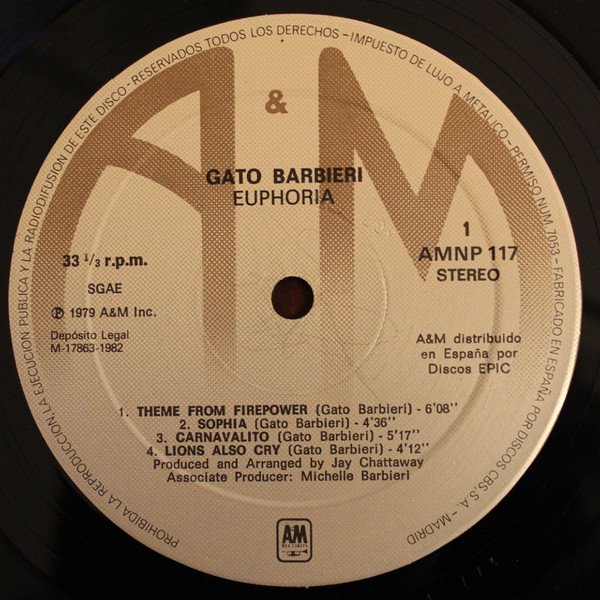 PROHIBIDA LA REPRODUCCION, LA EJECUCION PUBLICA Y LA RADIODIFUSION DE ESTE DISCO - RESERVADOS TODOS LOS DERECHOS - IMPUESTO DE LUJO A METALICO - PERMISO NUM. 7053 - FABRICADO EN ESPAÑA POR DISCOS CBS, S.A. - MADRID
A & M
GATO BARBIERI
EUPHORIA
33 1/3 r.p.m.
SGAE
℗ 1979 A&M Inc.
Depósito Legal
M-17863-1982
1
AMNP 117
STEREO
A&M distribuido
en España por
Discos EPIC
1. THEME FROM FIREPOWER (Gato Barbieri) - 6'08''
2. SOPHIA (Gato Barbieri) - 4'36''
3. CARNAVALITO (Gato Barbieri) - 5'17''
4. LIONS ALSO CRY (Gato Barbieri) - 4'12''
Produced and Arranged by Jay Chattaway
Associate Producer: Michelle Barbieri
AM
RECORDS